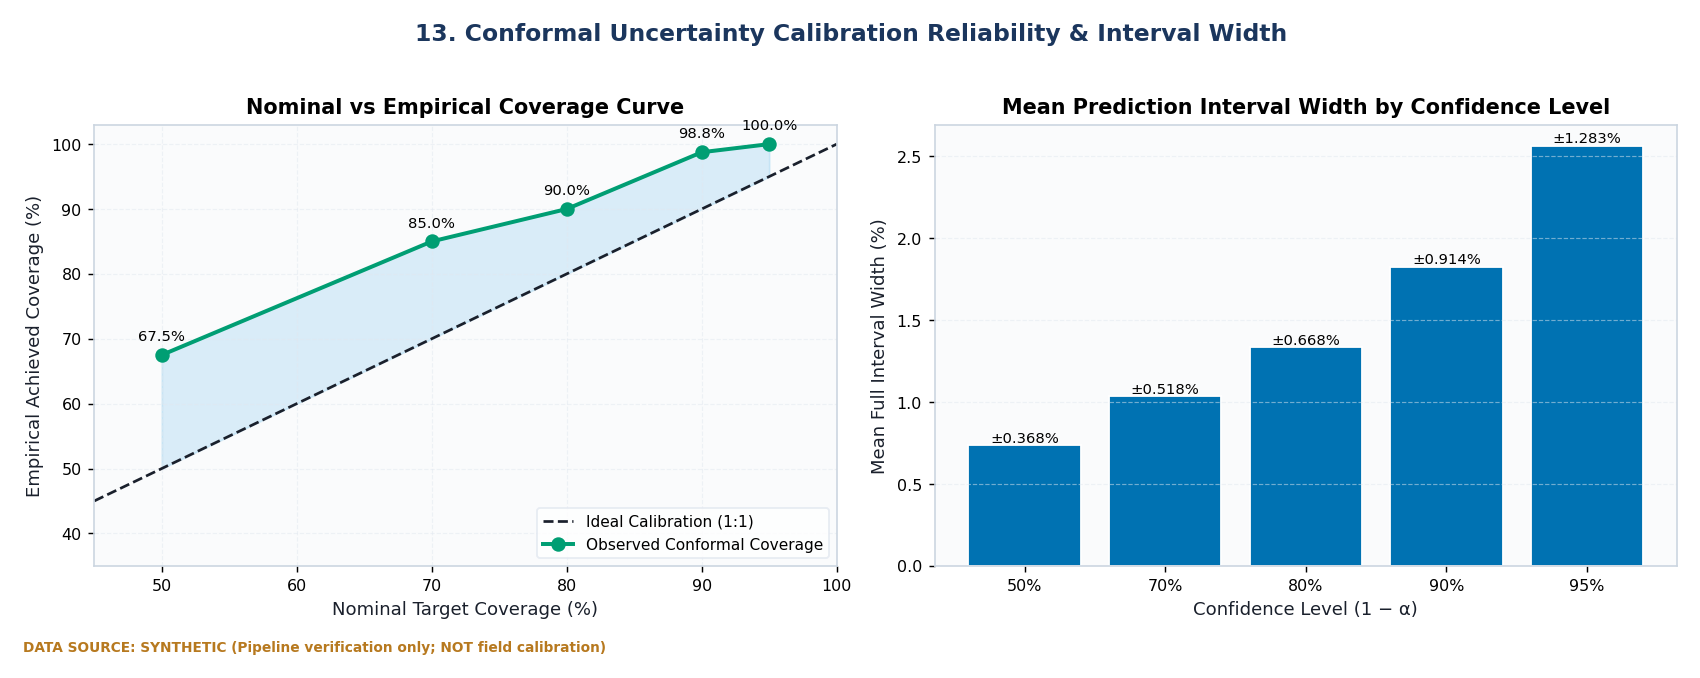 13. Conformal Uncertainty Calibration Reliability & Interval Width
Nominal vs Empirical Coverage Curve
100
90
80
70
60
50
40
Empirical Achieved Coverage (%)
67.5%
85.0%
90.0%
98.8%
100.0%
Ideal Calibration (1:1)
Observed Conformal Coverage
50 60 70 80 90 100
Nominal Target Coverage (%)
Mean Prediction Interval Width by Confidence Level
2.5
2.0
1.5
1.0
0.5
0.0
Mean Full Interval Width (%)
±0.368%
±0.518%
±0.668%
±0.914%
±1.283%
50% 70% 80% 90% 95%
Confidence Level (1 − α)
DATA SOURCE: SYNTHETIC (Pipeline verification only; NOT field calibration)